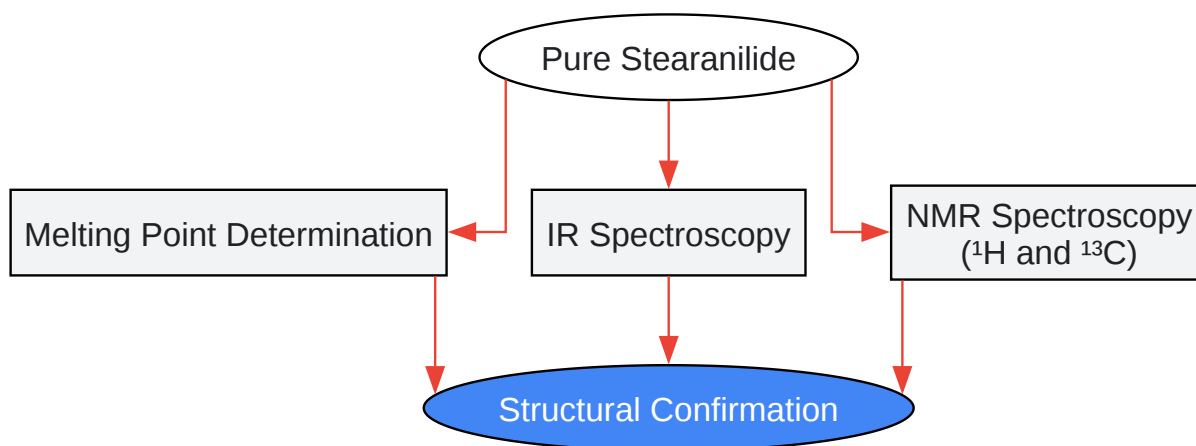 Pure Stearanilide
Melting Point Determination
IR Spectroscopy
NMR Spectroscopy
(¹H and ¹³C)
Structural Confirmation